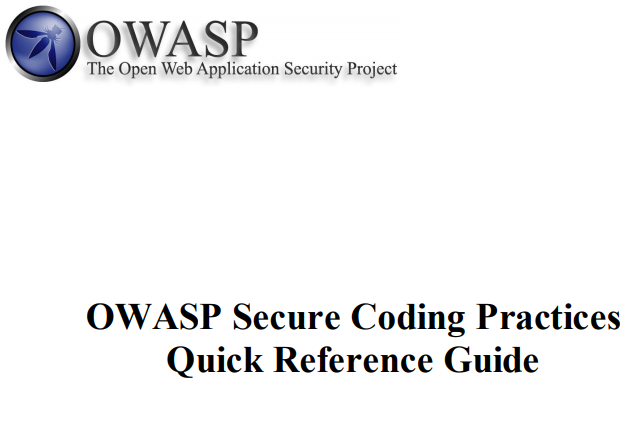 OWASP
The Open Web Application Security Project
OWASP Secure Coding Practices
Quick Reference Guide